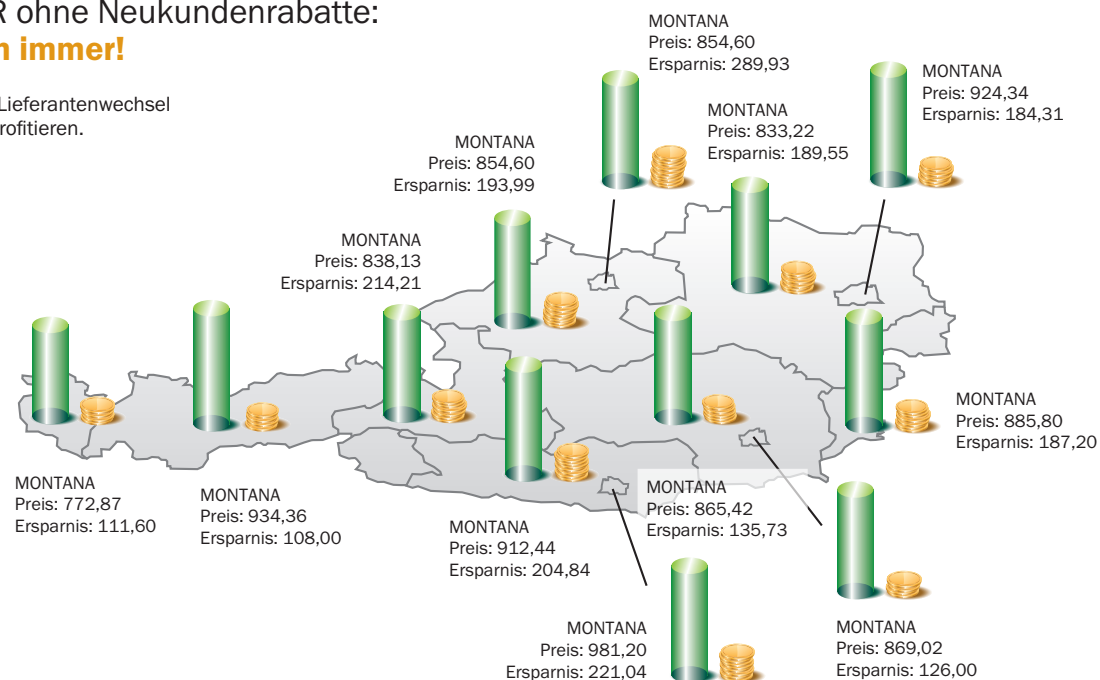 ohne Neukundenrabatte:
immer!
Lieferantenwechsel
MONTANA
Preis: 854,60
Ersparnis: 289,93
MONTANA
Preis: 924,34
Ersparnis: 184,31
MONTANA
Preis: 833,22
Ersparnis: 189,55
MONTANA
Preis: 854,60
Ersparnis: 193,99
MONTANA
Preis: 838,13
Ersparnis: 214,21
MONTANA
Preis: 885,80
Ersparnis: 187,20
MONTANA
Preis: 772,87
Ersparnis: 111,60
MONTANA
Preis: 934,36
Ersparnis: 108,00
MONTANA
Preis: 865,42
Ersparnis: 135,73
MONTANA
Preis: 912,44
Ersparnis: 204,84
MONTANA
Preis: 981,20
Ersparnis: 221,04
MONTANA
Preis: 869,02
Ersparnis: 126,00